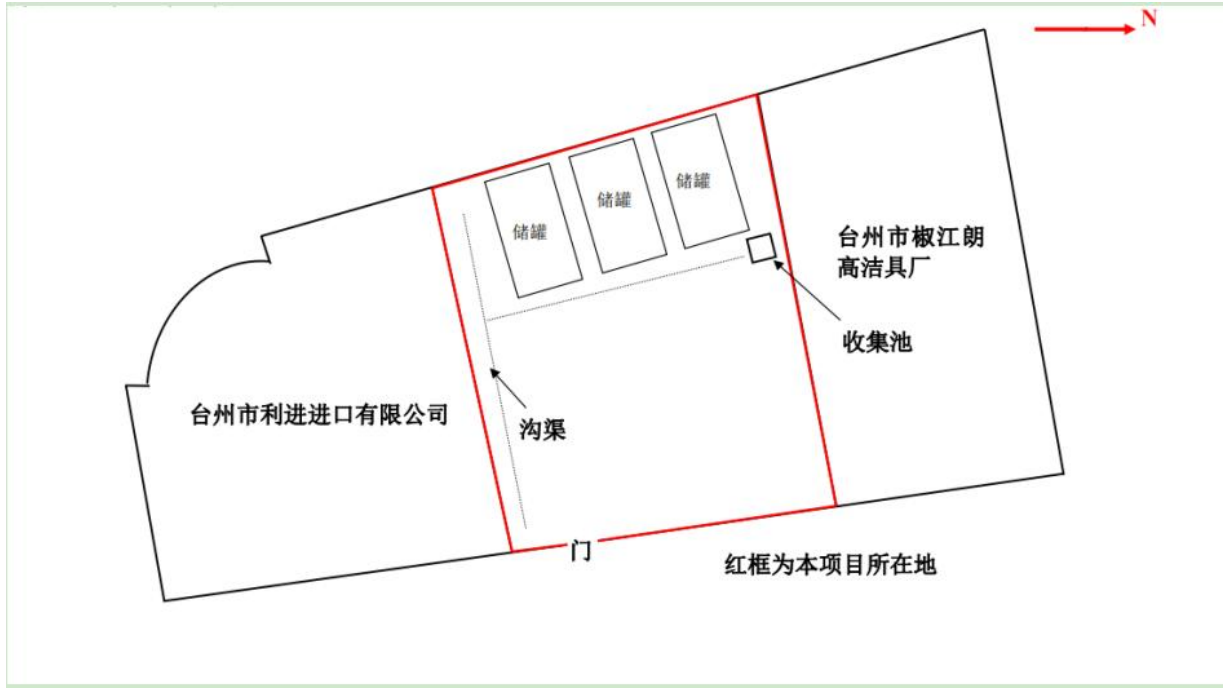 N
储罐
储罐
储罐
台州市椒江朗
高洁具厂
收集池
台州市利进进口有限公司
沟渠
门
红框为本项目所在地